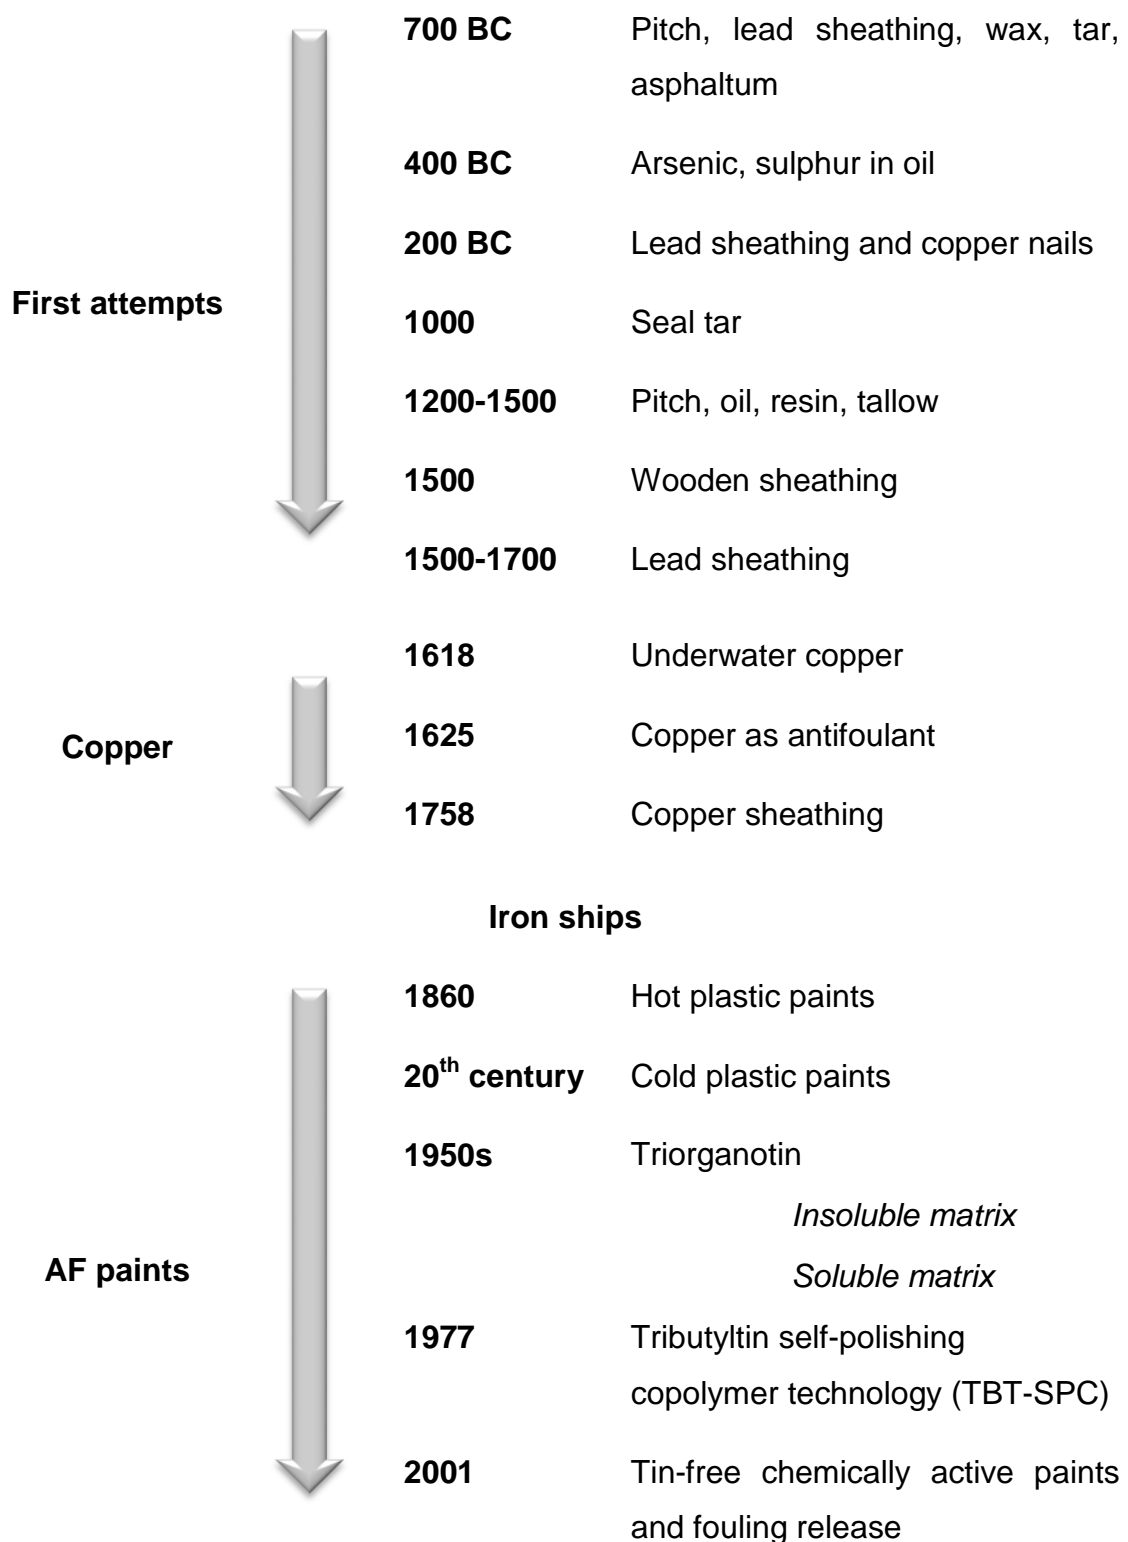 700 BC Pitch, lead sheathing, wax, tar,
asphaltum
400 BC Arsenic, sulphur in oil
200 BC Lead sheathing and copper nails
First attempts
1000 Seal tar
1200-1500 Pitch, oil, resin, tallow
1500 Wooden sheathing
1500-1700 Lead sheathing
1618 Underwater copper
Copper
1625 Copper as antifoulant
1758 Copper sheathing
Iron ships
1860 Hot plastic paints
20th century Cold plastic paints
1950s Triorganotin
Insoluble matrix
AF paints
Soluble matrix
1977 Tributyltin self-polishing
copolymer technology (TBT-SPC)
2001 Tin-free chemically active paints
and fouling release